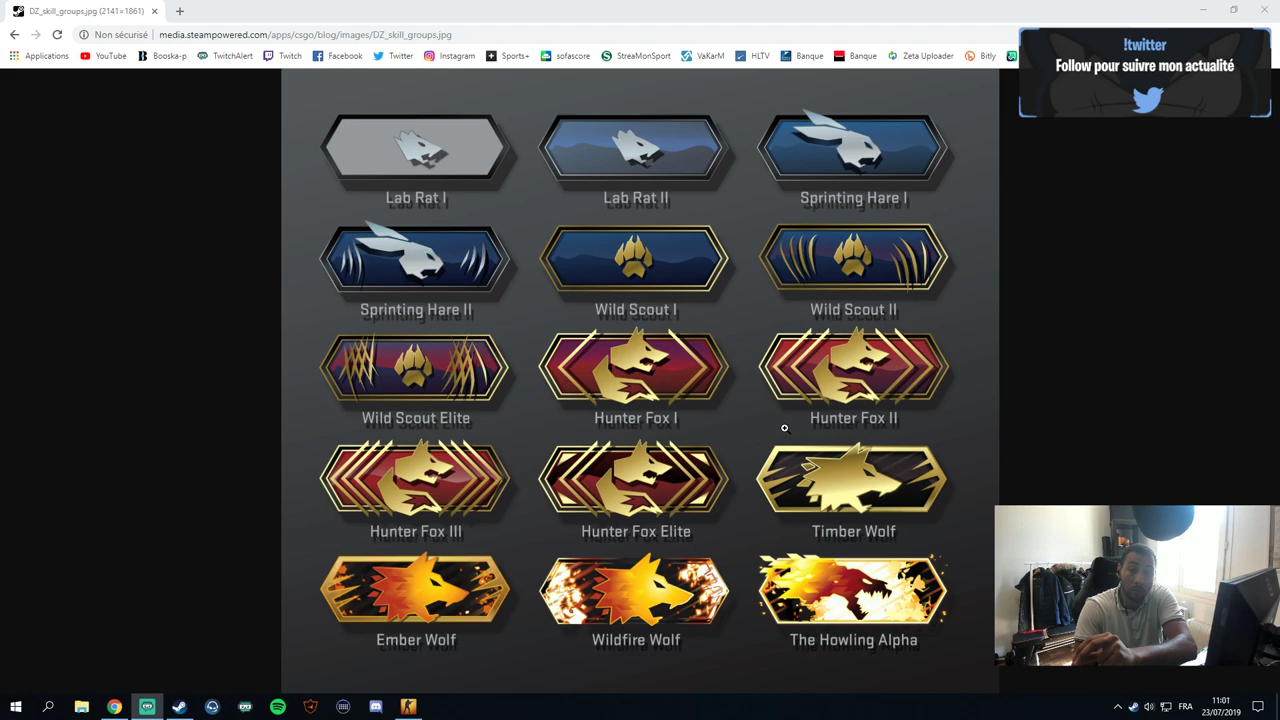 DZ_skill_groups.jpg (2141×1861)
Non sécurisé
media.steampowered.com/apps/csgo/blog/images/DZ_skill_groups.jpg
Applications YouTube Booska-p TwitchAlert Twitch Facebook Twitter Instagram Sports+ sofascore StreaMonSport VaKarM HLTV Banque Banque Zeta Uploader Bitly
!twitter
Follow pour suivre mon actualité
Lab Rat I Lab Rat II Sprinting Hare I
Sprinting Hare II Wild Scout I Wild Scout II
Wild Scout Elite Hunter Fox I Hunter Fox II
Hunter Fox III Hunter Fox Elite Timber Wolf
Ember Wolf Wildfire Wolf The Howling Alpha
FRA
11:01
23/07/2019